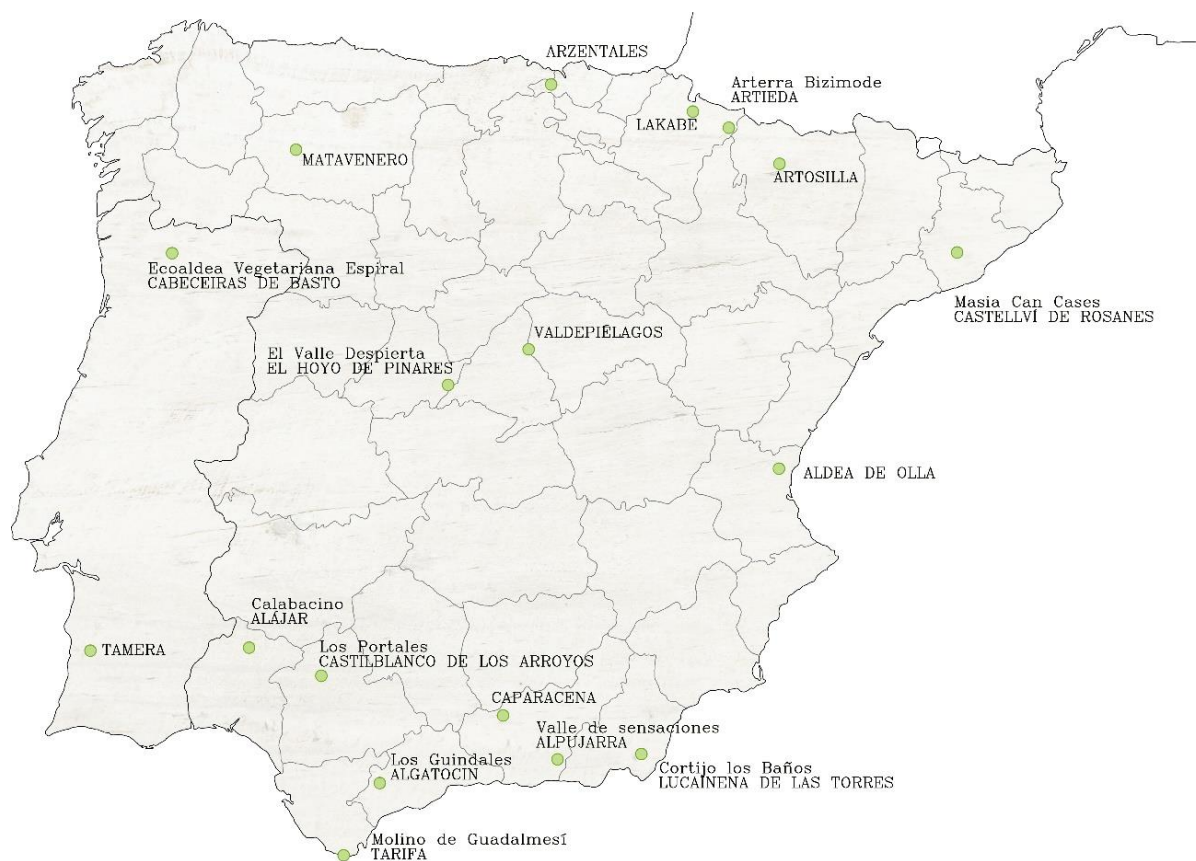 ARZENTALES
Arterra Bizimode
ARTIEDA
LAKABE
MATAVENERO
ARTOSILLA
Ecoaldea Vegetariana Espiral
CABECEIRAS DE BASTO
Masia Can Cases
CASTELLVÍ DE ROSANES
VALDEPIÉLAGOS
El Valle Despierta
EL HOYO DE PINARES
ALDEA DE OLLA
Calabacino
ALÁJAR
TAMERA
Los Portales
CASTILBLANCO DE LOS ARROYOS
CAPARACENA
Valle de sensaciones
ALPUJARRA
Los Guindales
ALGATOCIN
Cortijo los Baños
LUCAINENA DE LAS TORRES
Molino de Guadalmesí
TARIFA